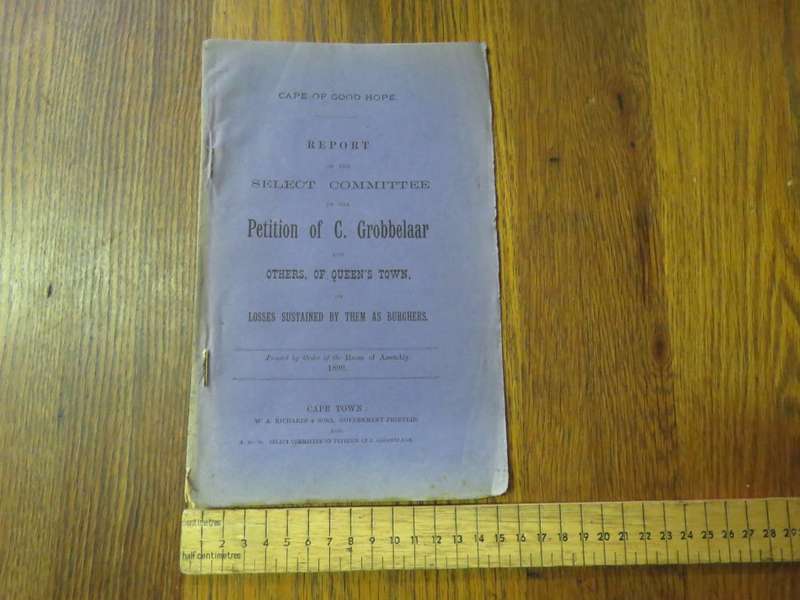 CAPE OF GOOD HOPE.
REPORT
OF THE
SELECT COMMITTEE
ON THE
Petition of C. Grobbelaar
AND
OTHERS, OF QUEEN'S TOWN,
LOSSES SUSTAINED BY THEM AS BURGHERS.
Printed by Order of the House of Assembly.
CAPE TOWN:
W. A. RICHARDS & SONS, GOVERNMENT PRINTERS
SELECT COMMITTEE ON PETITION OF C. GROBBELAAR.
centimetres
1 2 3 4 5 6 7 8 9 10 11 12 13 14 15 16 17 18 19 20 21 22 23 24 25 26 27 28 29
half centimetres